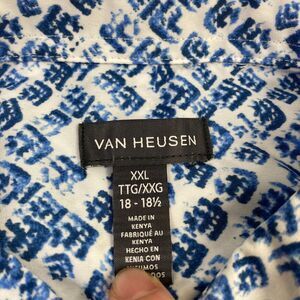 VAN HEUSEN
XXL
TTG/XXG
18 - 18½
MADE IN
KENYA
FABRIQUÉ AU
KENYA
HECHO EN
KENIA CON